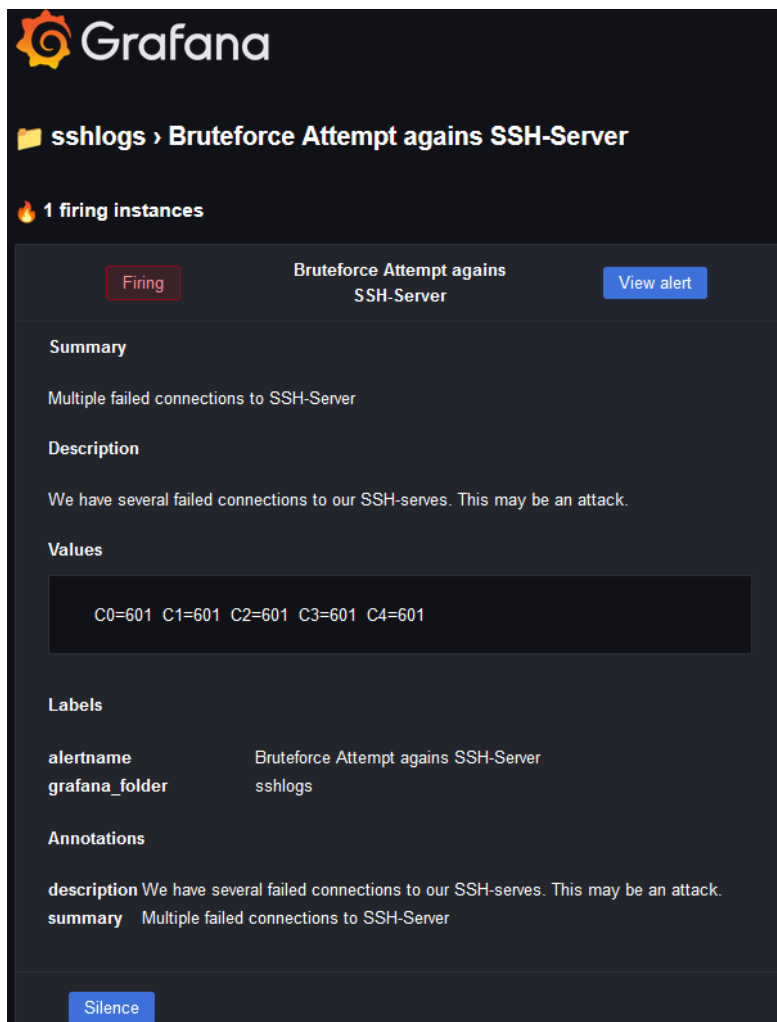 Grafana
sshlogs › Bruteforce Attempt agains SSH-Server
1 firing instances
Firing
Bruteforce Attempt agains
SSH-Server
View alert
Summary
Multiple failed connections to SSH-Server
Description
We have several failed connections to our SSH-serves. This may be an attack.
Values
C0=601 C1=601 C2=601 C3=601 C4=601
Labels
alertname Bruteforce Attempt agains SSH-Server
grafana_folder sshlogs
Annotations
description We have several failed connections to our SSH-serves. This may be an attack.
summary Multiple failed connections to SSH-Server
Silence